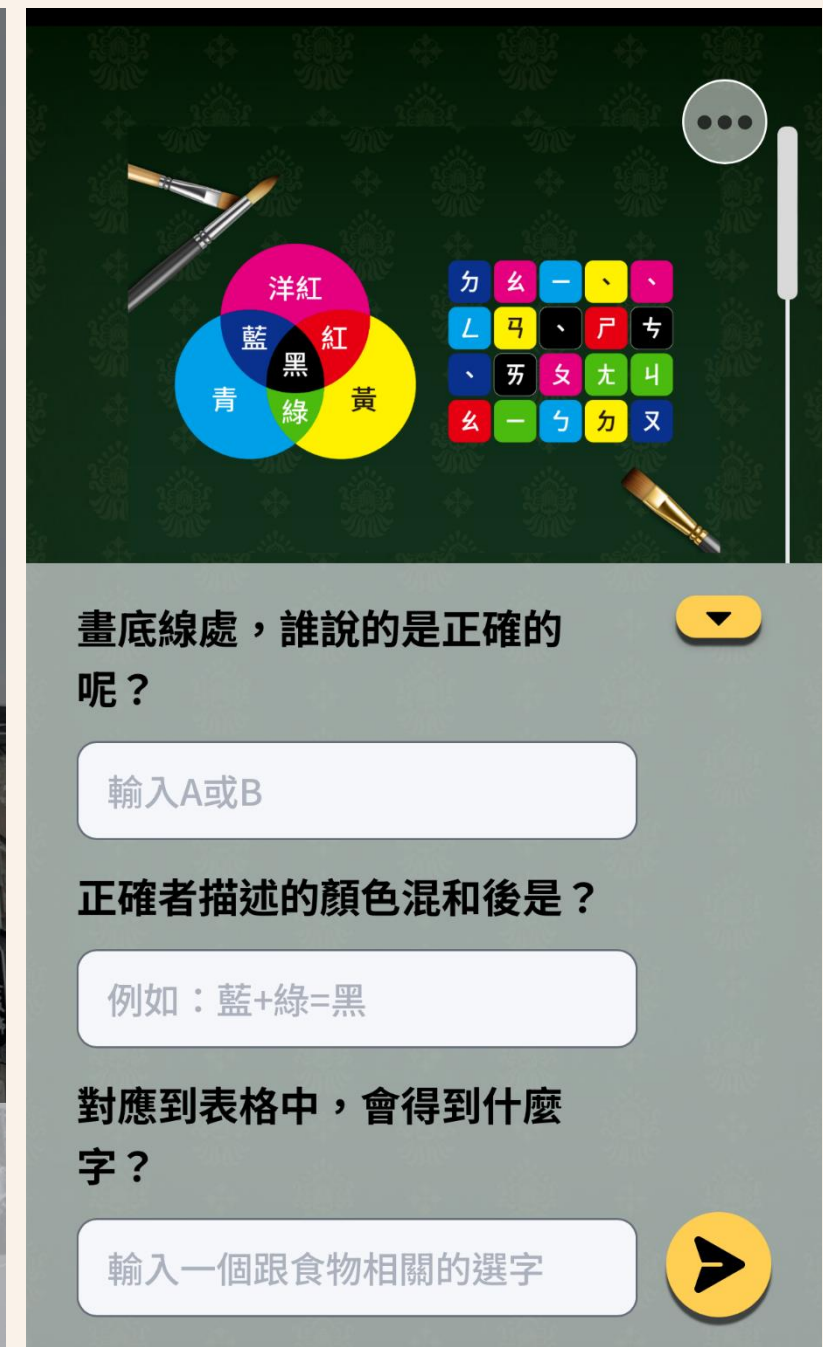 洋紅
藍
紅
黑
青
綠
黃
ㄉ ㄠ ㄧ ˋ ˋ
ㄥ ㄢ ˋ ㄕ ㄘ
ˋ ㄞ ㄆ ㄤ ㄐ
ㄠ ㄧ ㄣ ㄌ ㄡ
畫底線處，誰說的是正確的
呢？
輸入A或B
正確者描述的顏色混和後是？
例如：藍+綠=黑
對應到表格中，會得到什麼
字？
輸入一個跟食物相關的選字